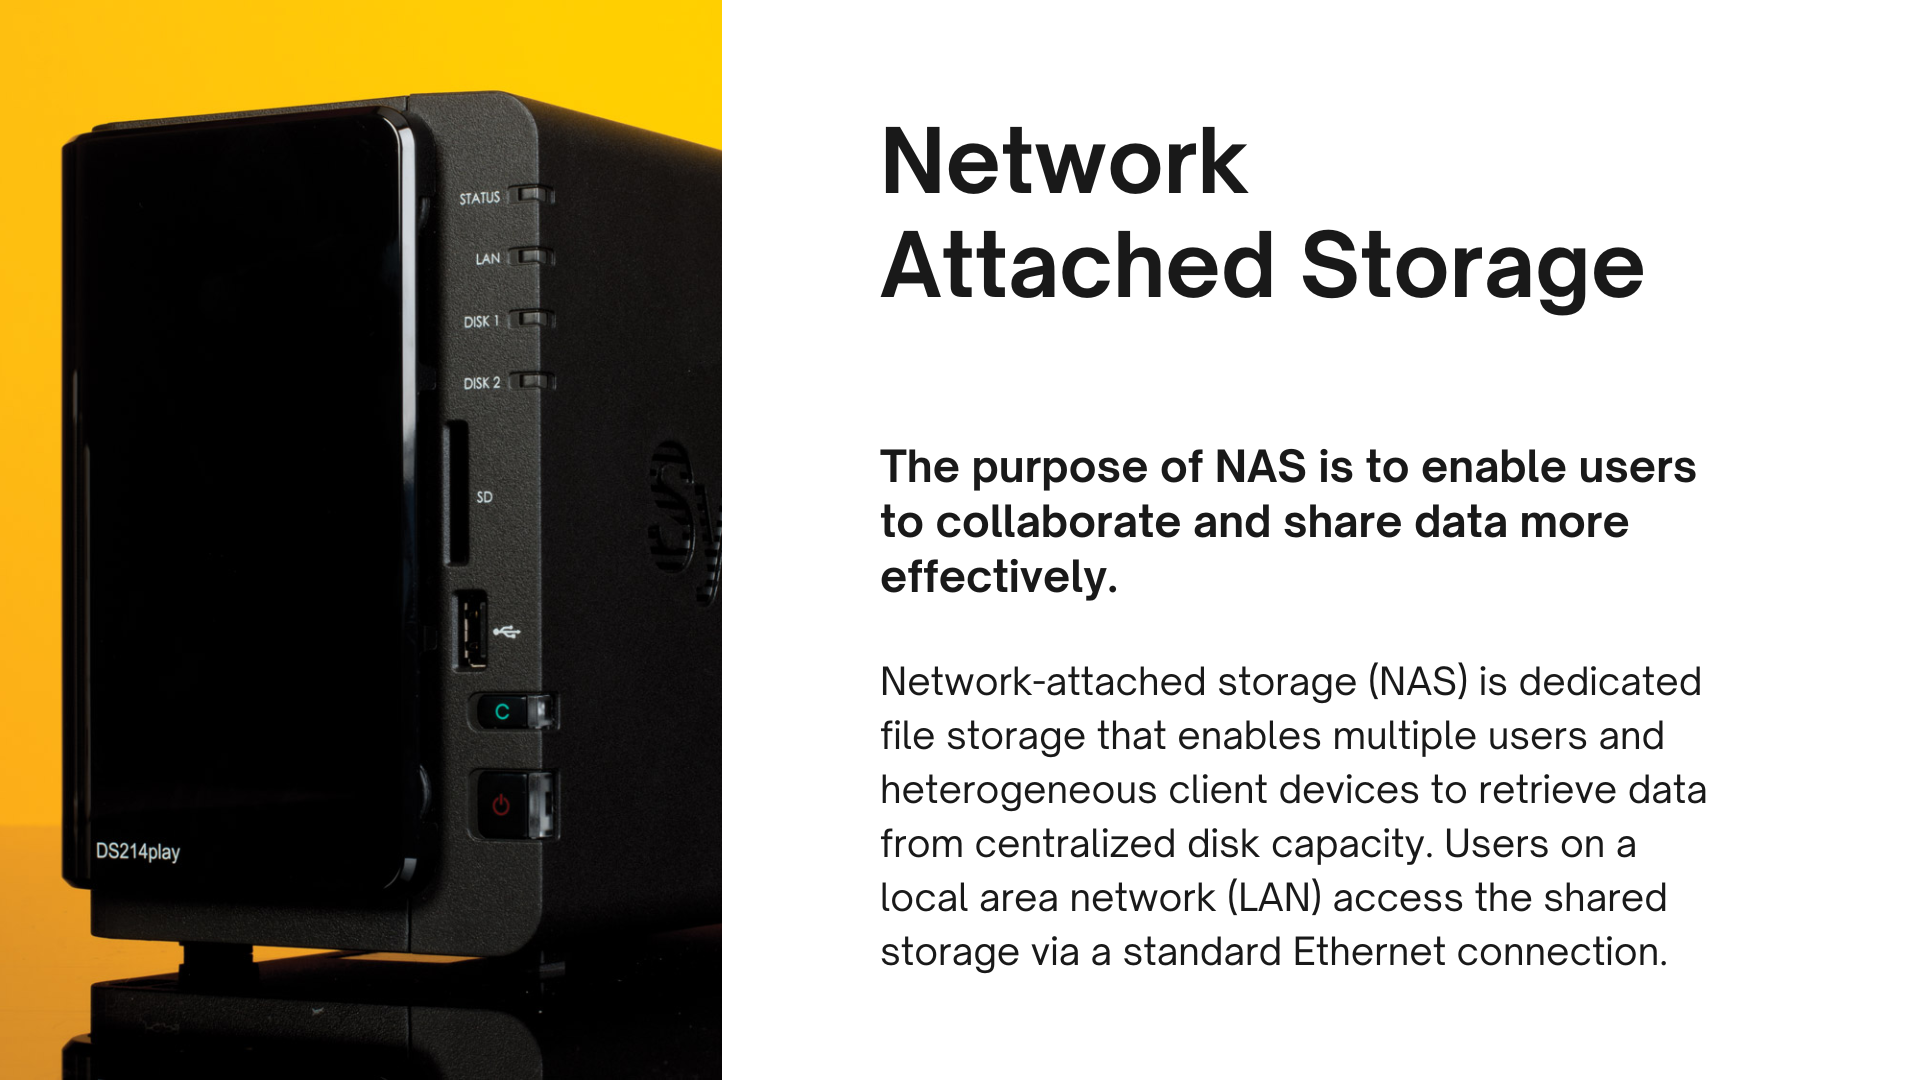 Network
Attached Storage
The purpose of NAS is to enable users
to collaborate and share data more
effectively.
Network-attached storage (NAS) is dedicated
file storage that enables multiple users and
heterogeneous client devices to retrieve data
from centralized disk capacity. Users on a
local area network (LAN) access the shared
storage via a standard Ethernet connection.
STATUS
LAN
DISK 1
DISK 2
SD
C
DS214play